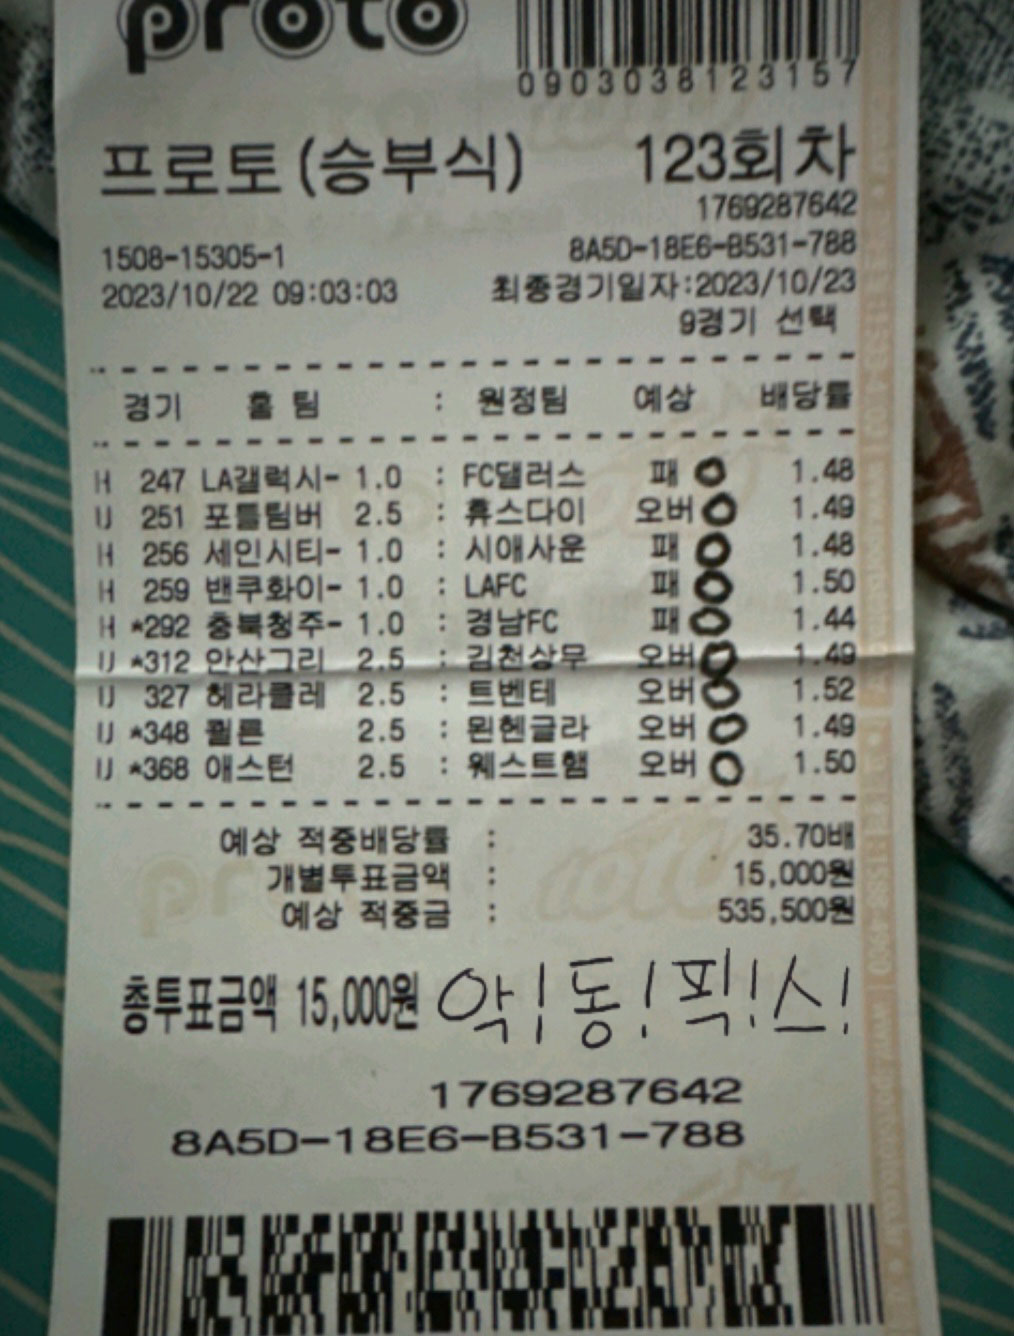 proto
0903038123157
프로토(승부식) 123회차
1769287642
1508-15305-1 8A5D-18E6-B531-788
2023/10/22 09:03:03 최종경기일자:2023/10/23
9경기 선택
경기 홈 팀 : 원정팀 예상 배당률
H 247 LA갤럭시- 1.0 : FC댈러스 패 1.48
U 251 포틀팀버 2.5 : 휴스다이 오버 1.49
H 256 세인시티- 1.0 : 시애사운 패 1.48
H 259 밴쿠화이- 1.0 : LAFC 패 1.50
H *292 충북청주- 1.0 : 경남FC 패 1.44
U *312 안산그리 2.5 : 김천상무 오버 1.49
U 327 헤라클레 2.5 : 트벤테 오버 1.52
U *348 쾰른 2.5 : 묀헨글라 오버 1.49
U *368 애스턴 2.5 : 웨스트햄 오버 1.50
예상 적중배당률 : 35.70배
개별투표금액 : 15,000원
예상 적중금 : 535,500원
총투표금액 15,000원 악!동!픽!스!
1769287642
8A5D-18E6-B531-788